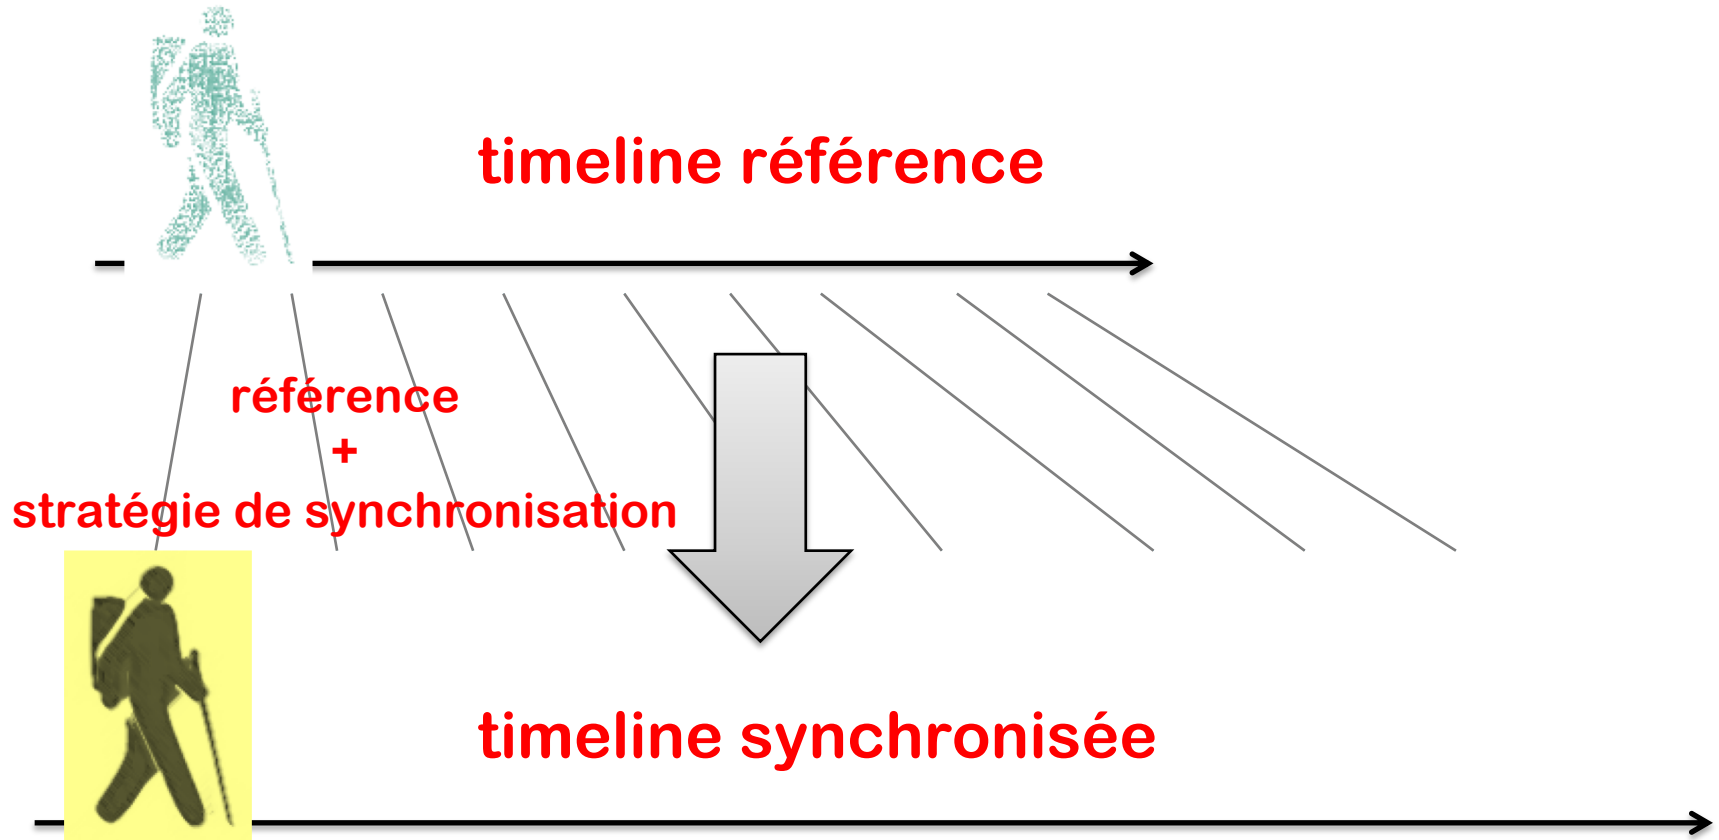 timeline référence
référence
+
stratégie de synchronisation
timeline synchronisée